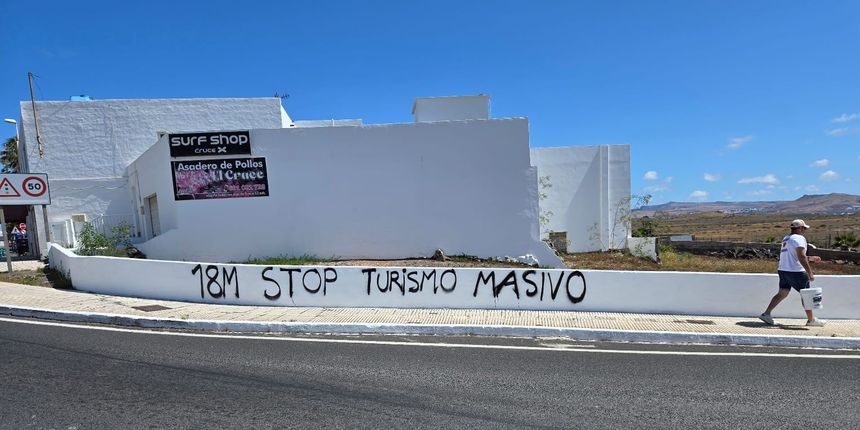 SURF SHOP
CRUCE
Asadero de Pollos
El Cruce
50
18M STOP TURISMO MASIVO